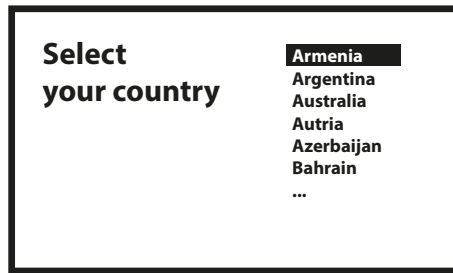 Select
your country
Armenia
Argentina
Australia
Autria
Azerbaijan
Bahrain
...